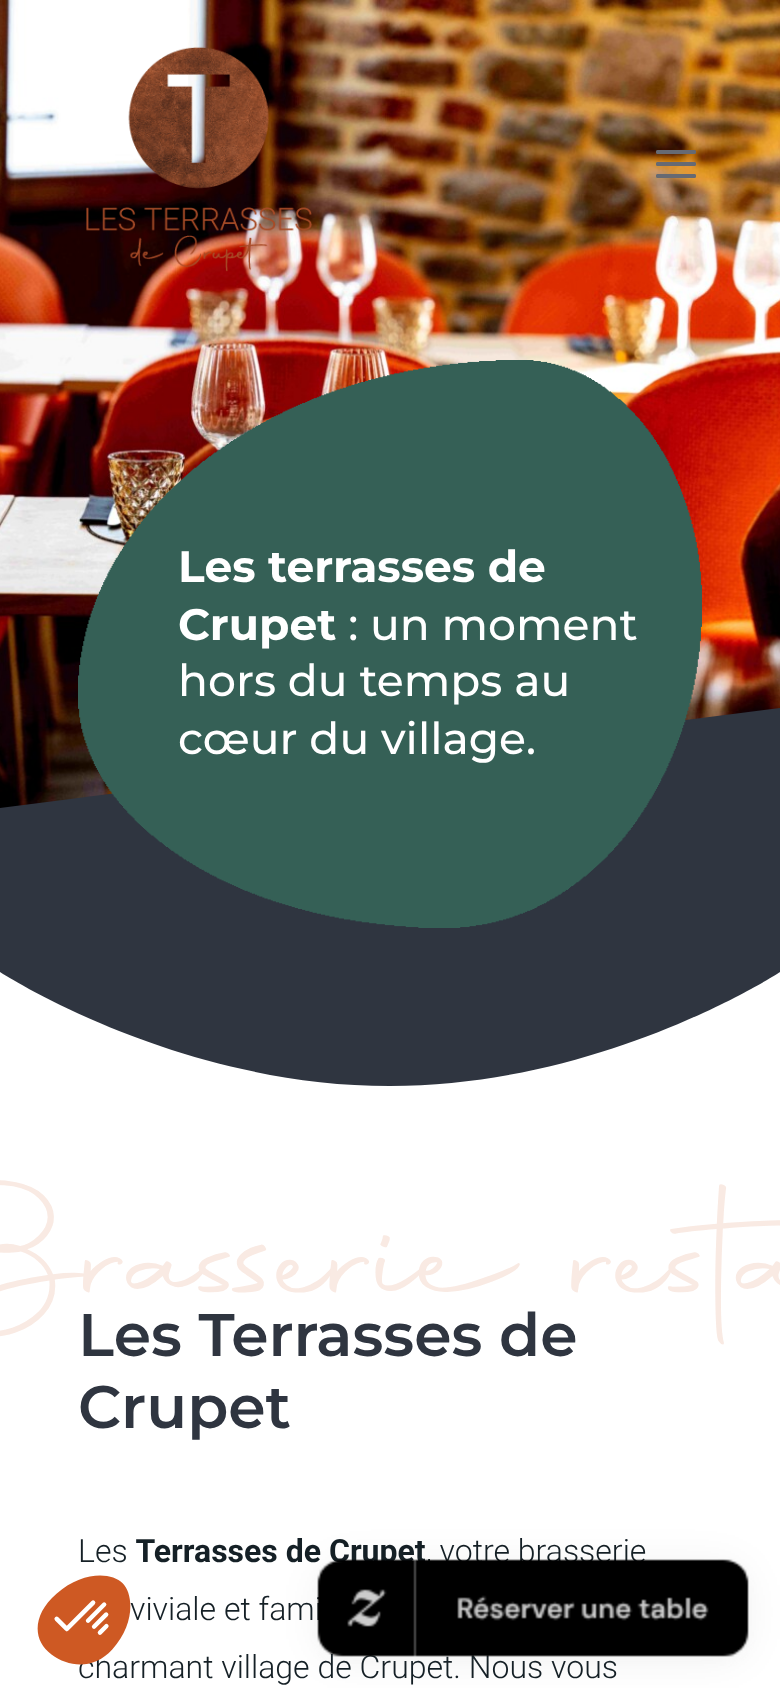 T
LES TERRASSES
de Crupet
Les terrasses de
Crupet : un moment
hors du temps au
cœur du village.
Brasserie
Les Terrasses de
Crupet
Les Terrasses de Crupet, votre brasserie
viviale et
charmant village de Crupet. Nous vous
Z Réserver une table